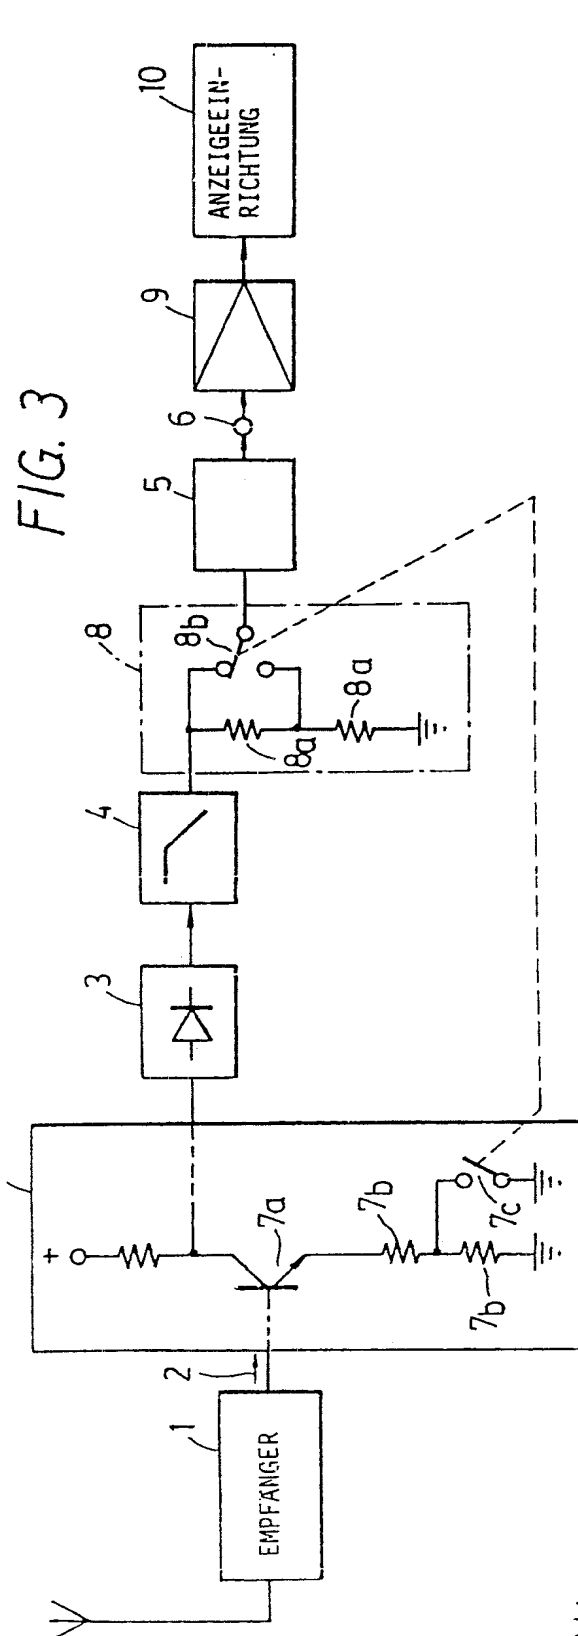 FIG. 3
1
EMPFÄNGER
2
7a
7b
7b
7c
+
3
4
8
8a
8a
8b
5
6
9
10
ANZEIGEEIN-
RICHTUNG